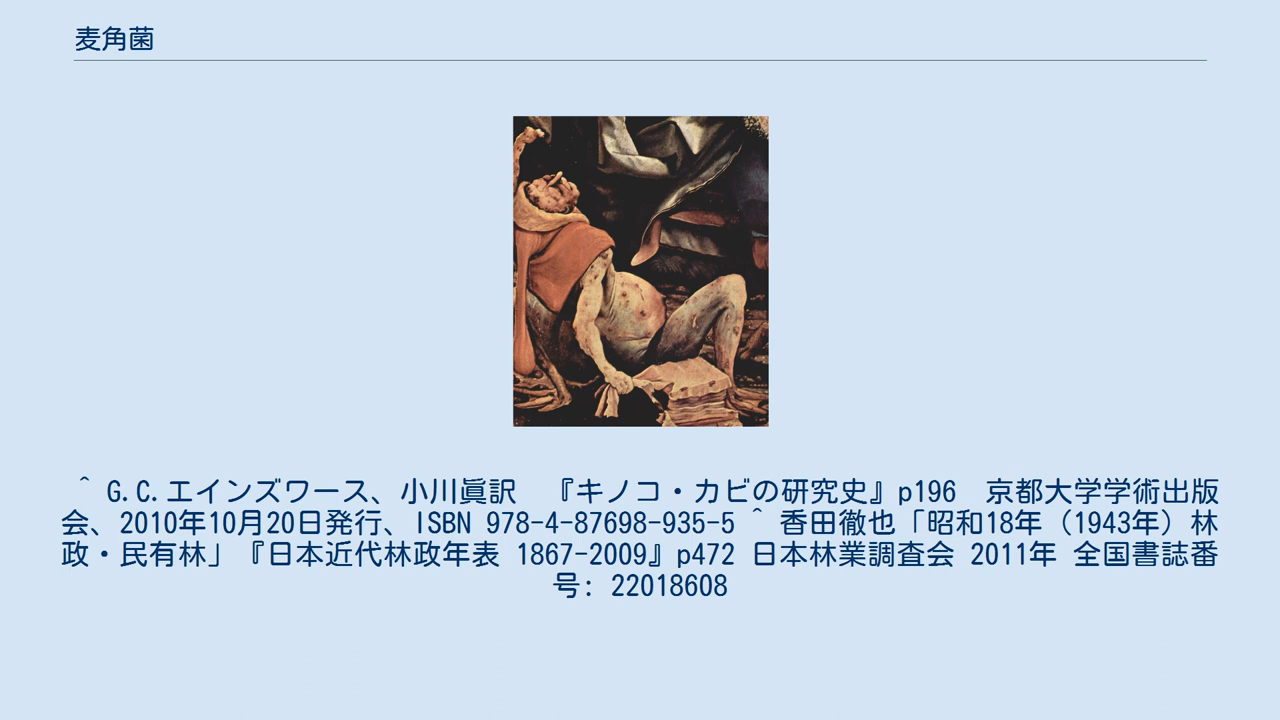 麦角菌
^ G.C.エインズワース、小川眞訳　『キノコ・カビの研究史』p196　京都大学学術出版
会、2010年10月20日発行、ISBN 978-4-87698-935-5 ^ 香田徹也「昭和18年（1943年）林
政・民有林」『日本近代林政年表 1867-2009』p472 日本林業調査会 2011年 全国書誌番
号: 22018608